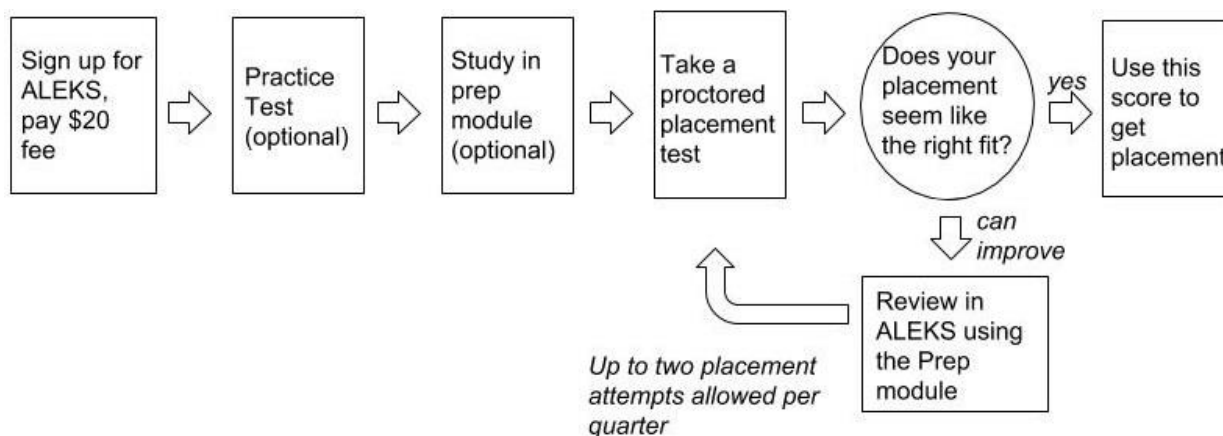 Sign up for
ALEKS,
pay $20
fee
Practice
Test
(optional)
Study in
prep
module
(optional)
Take a
proctored
placement
test
Does your
placement
seem like
the right fit?
yes
Use this
score to
get
placement
can
improve
Review in
ALEKS using
the Prep
module
Up to two placement
attempts allowed per
quarter